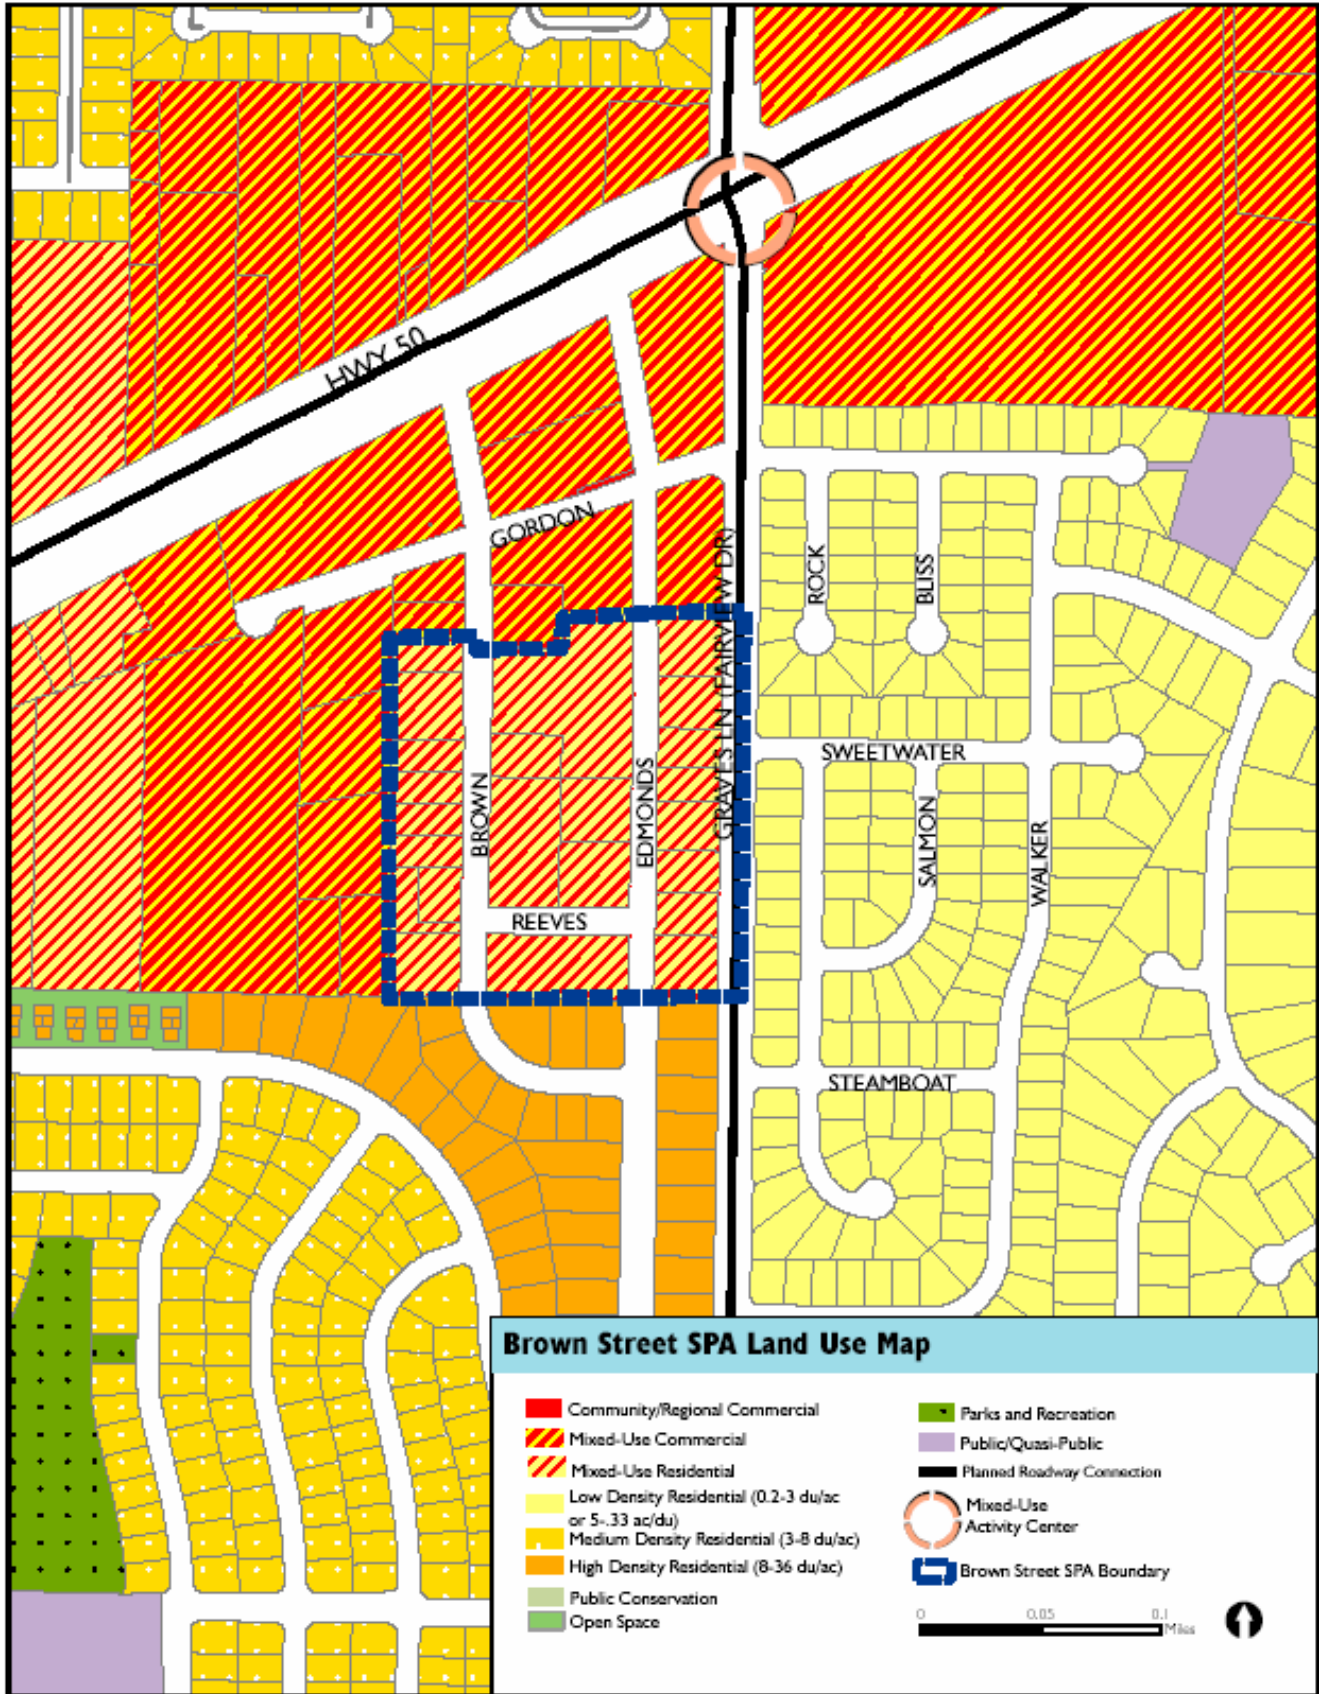 HWY 50
GORDON
GRAVES LN (FAIRVIEW DR)
ROCK
BLISS
SWEETWATER
BROWN
EDMONDS
SALMON
WALKER
REEVES
STEAMBOAT
Brown Street SPA Land Use Map
Community/Regional Commercial
Mixed-Use Commercial
Mixed-Use Residential
Low Density Residential (0.2-3 du/ac
or 5-.33 ac/du)
Medium Density Residential (3-8 du/ac)
High Density Residential (8-36 du/ac)
Public Conservation
Open Space
Parks and Recreation
Public/Quasi-Public
Planned Roadway Connection
Mixed-Use
Activity Center
Brown Street SPA Boundary
0 0.05 0.1
Miles